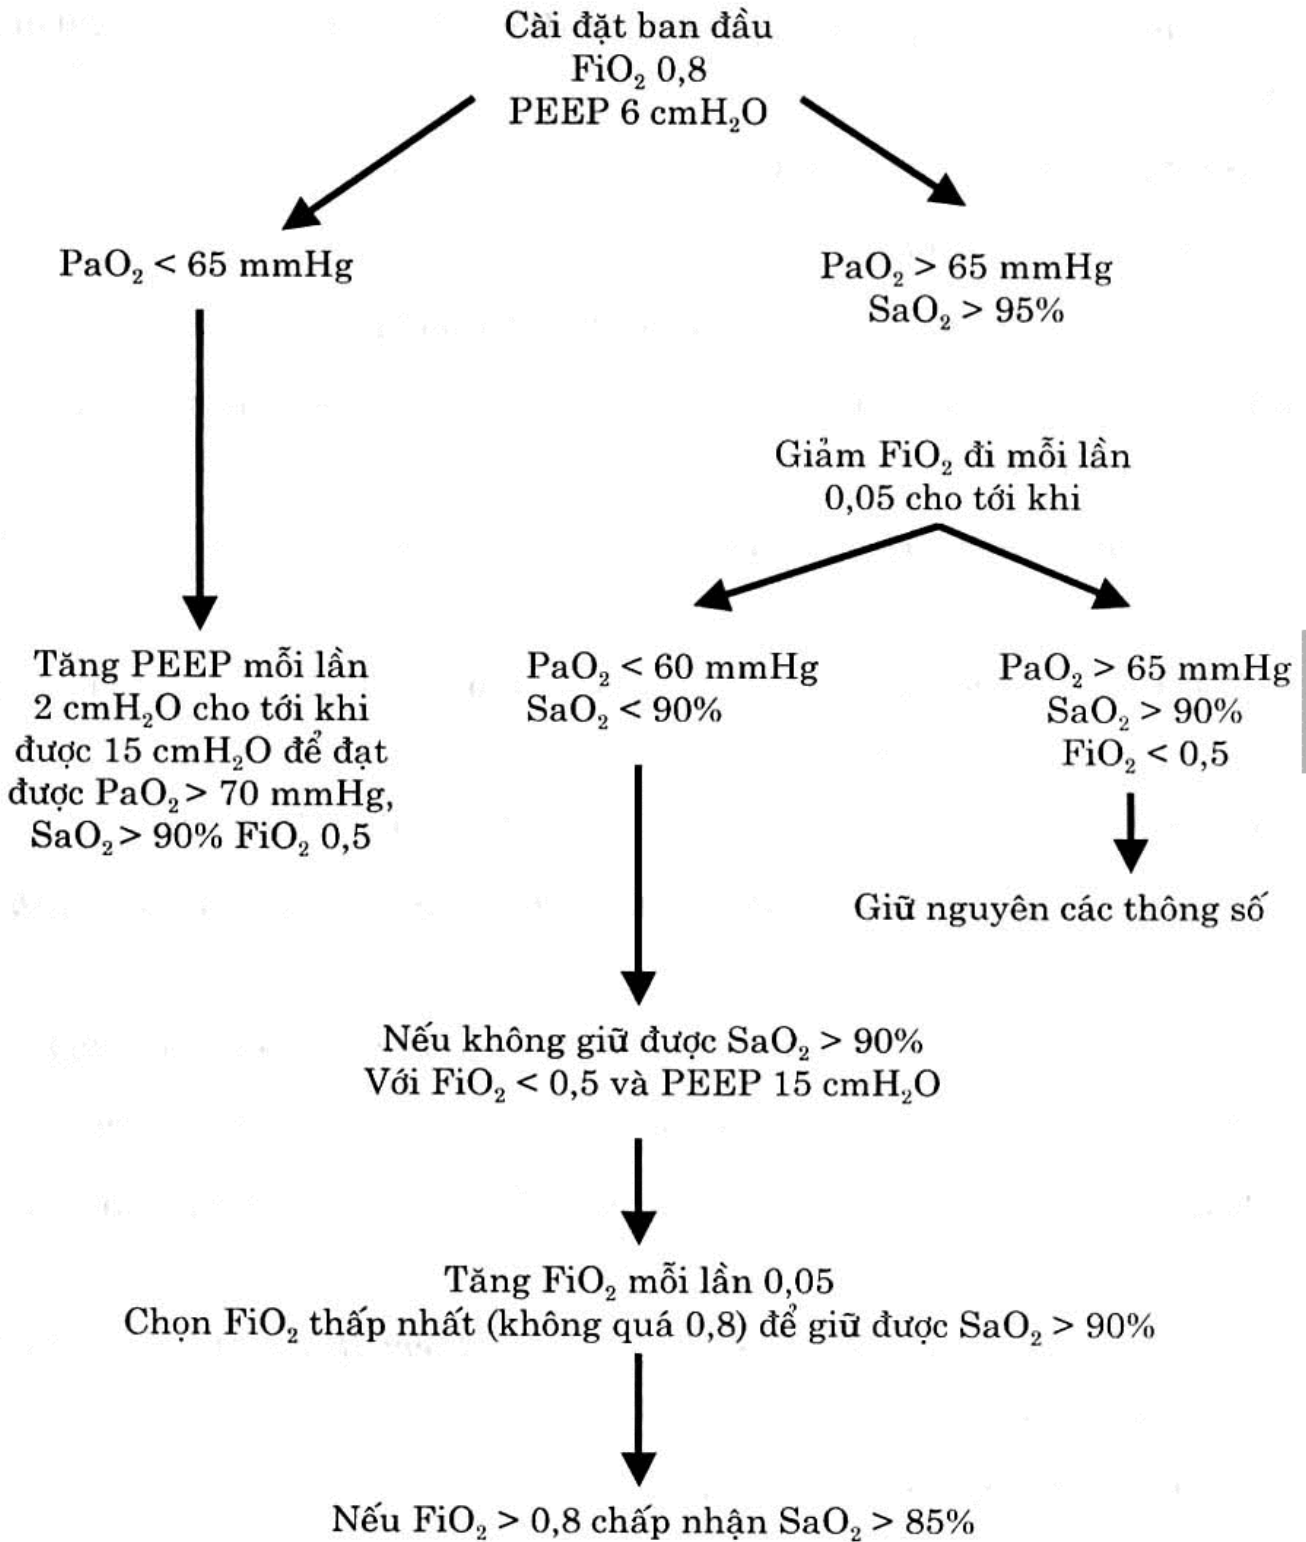 Cài đặt ban đầu
FiO₂ 0,8
PEEP 6 cmH₂O
PaO₂ < 65 mmHg
PaO₂ > 65 mmHg
SaO₂ > 95%
Giảm FiO₂ đi mỗi lần
0,05 cho tới khi
Tăng PEEP mỗi lần
2 cmH₂O cho tới khi
được 15 cmH₂O để đạt
được PaO₂ > 70 mmHg,
SaO₂ > 90% FiO₂ 0,5
PaO₂ < 60 mmHg
SaO₂ < 90%
PaO₂ > 65 mmHg
SaO₂ > 90%
FiO₂ < 0,5
Giữ nguyên các thông số
Nếu không giữ được SaO₂ > 90%
Với FiO₂ < 0,5 và PEEP 15 cmH₂O
Tăng FiO₂ mỗi lần 0,05
Chọn FiO₂ thấp nhất (không quá 0,8) để giữ được SaO₂ > 90%
Nếu FiO₂ > 0,8 chấp nhận SaO₂ > 85%